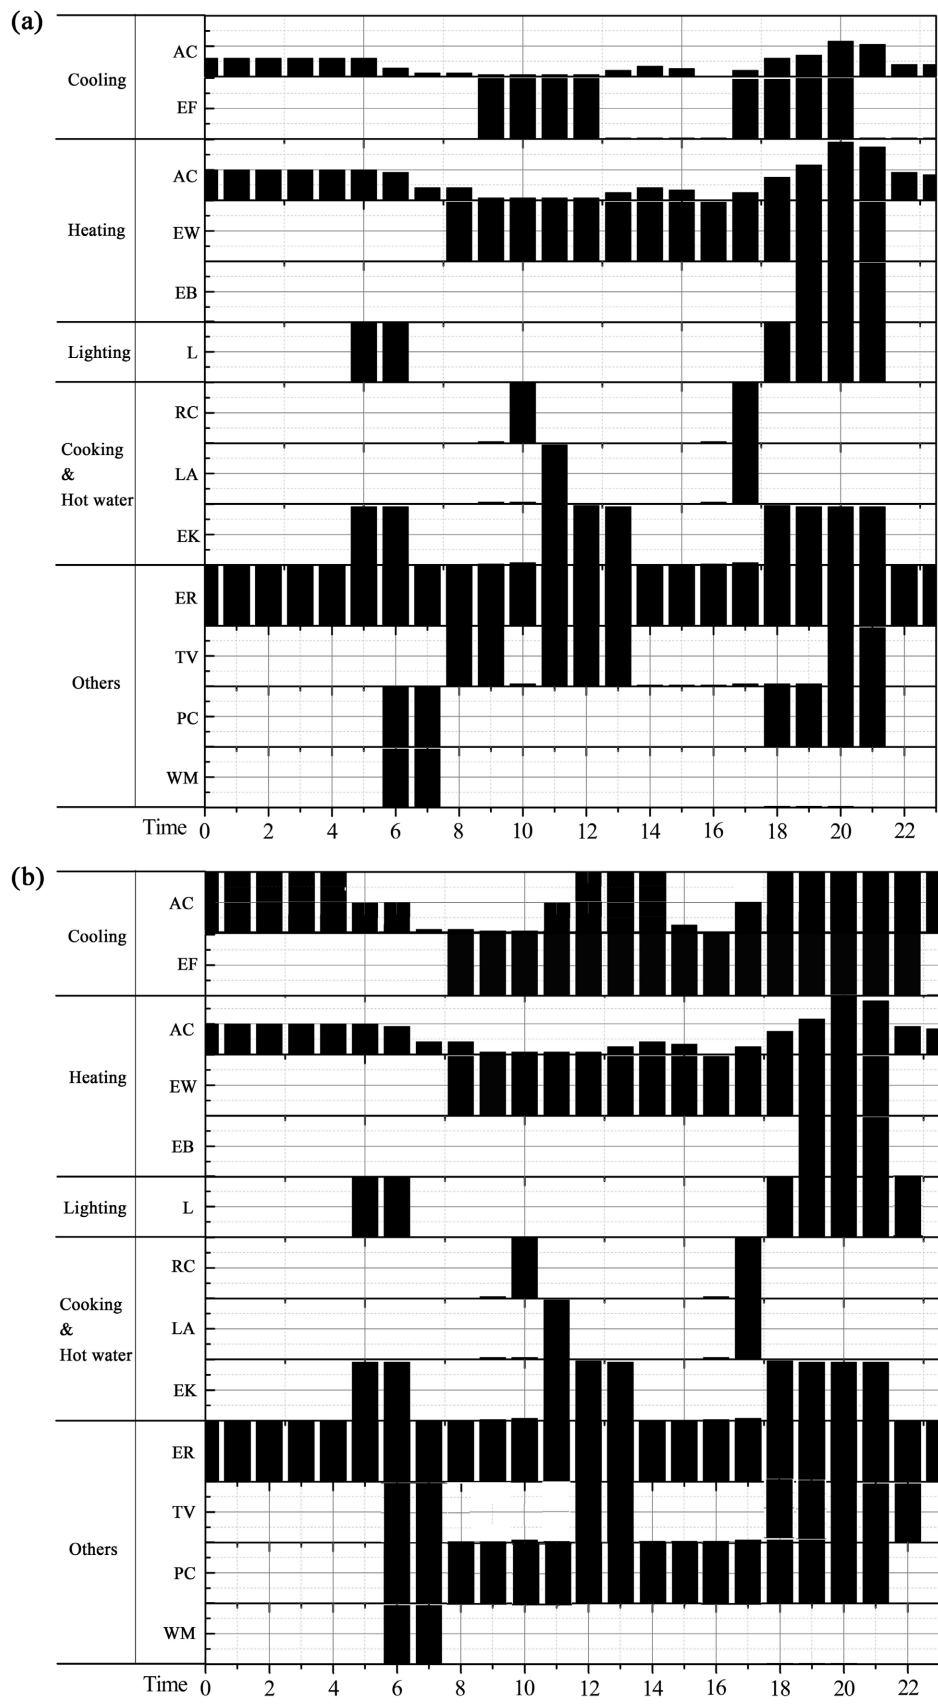 (a)
Cooling
AC
EF
Heating
AC
EW
EB
Lighting
L
Cooking
&
Hot water
RC
LA
EK
Others
ER
TV
PC
WM
Time
0 2 4 6 8 10 12 14 16 18 20 22
(b)
Cooling
AC
EF
Heating
AC
EW
EB
Lighting
L
Cooking
&
Hot water
RC
LA
EK
Others
ER
TV
PC
WM
Time
0 2 4 6 8 10 12 14 16 18 20 22